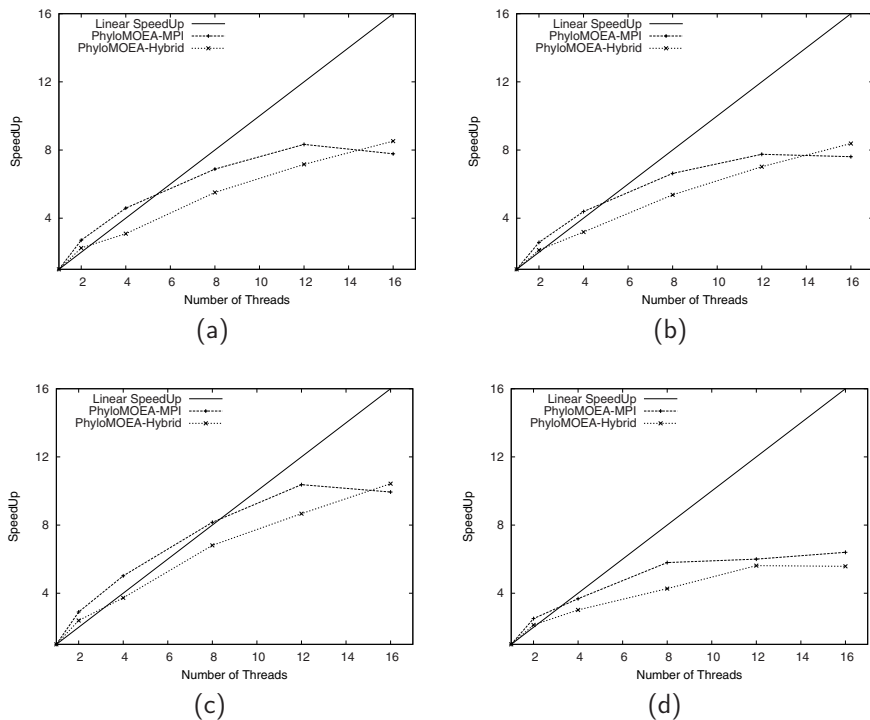 16
12
8
4
SpeedUp
Linear SpeedUp
PhyloMOEA-MPI
PhyloMOEA-Hybrid
2 4 6 8 10 12 14 16
Number of Threads
(a)
16
12
8
4
SpeedUp
Linear SpeedUp
PhyloMOEA-MPI
PhyloMOEA-Hybrid
2 4 6 8 10 12 14 16
Number of Threads
(b)
16
12
8
4
SpeedUp
Linear SpeedUp
PhyloMOEA-MPI
PhyloMOEA-Hybrid
2 4 6 8 10 12 14 16
Number of Threads
(c)
16
12
8
4
SpeedUp
Linear SpeedUp
PhyloMOEA-MPI
PhyloMOEA-Hybrid
2 4 6 8 10 12 14 16
Number of Threads
(d)